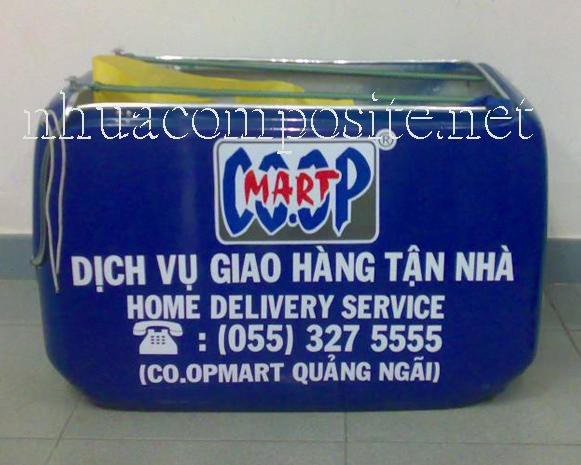 nhuacomposite.net
CO.OP MART ®
DỊCH VỤ GIAO HÀNG TẬN NHÀ
HOME DELIVERY SERVICE
☎ : (055) 327 5555
(CO.OPMART QUẢNG NGÃI)